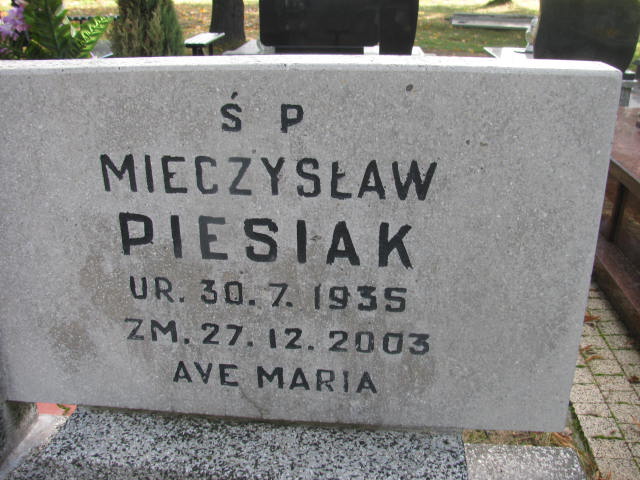 Ś P
MIECZYSŁAW
PIESIAK
UR. 30.7. 1935
ZM. 27. 12. 2003
AVE MARIA